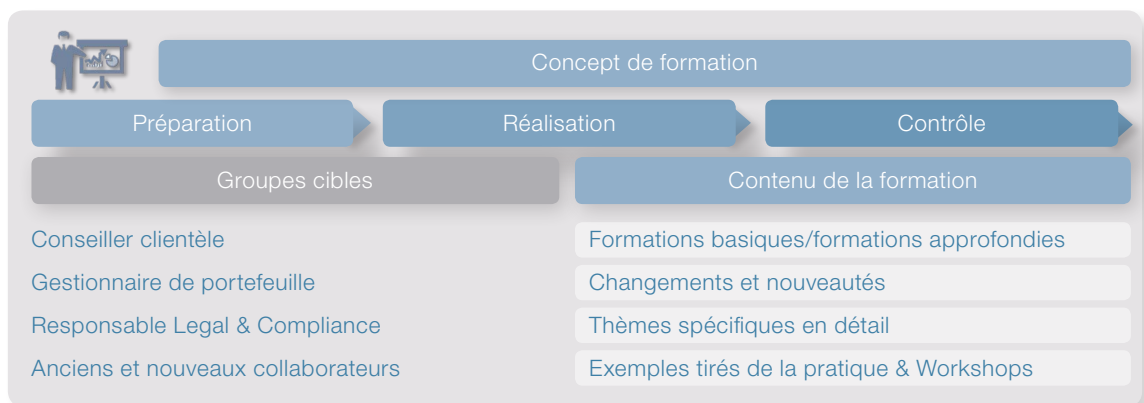 Concept de formation
Préparation
Réalisation
Contrôle
Groupes cibles
Contenu de la formation
Conseiller clientèle
Formations basiques/formations approfondies
Gestionnaire de portefeuille
Changements et nouveautés
Responsable Legal & Compliance
Thèmes spécifiques en détail
Anciens et nouveaux collaborateurs
Exemples tirés de la pratique & Workshops